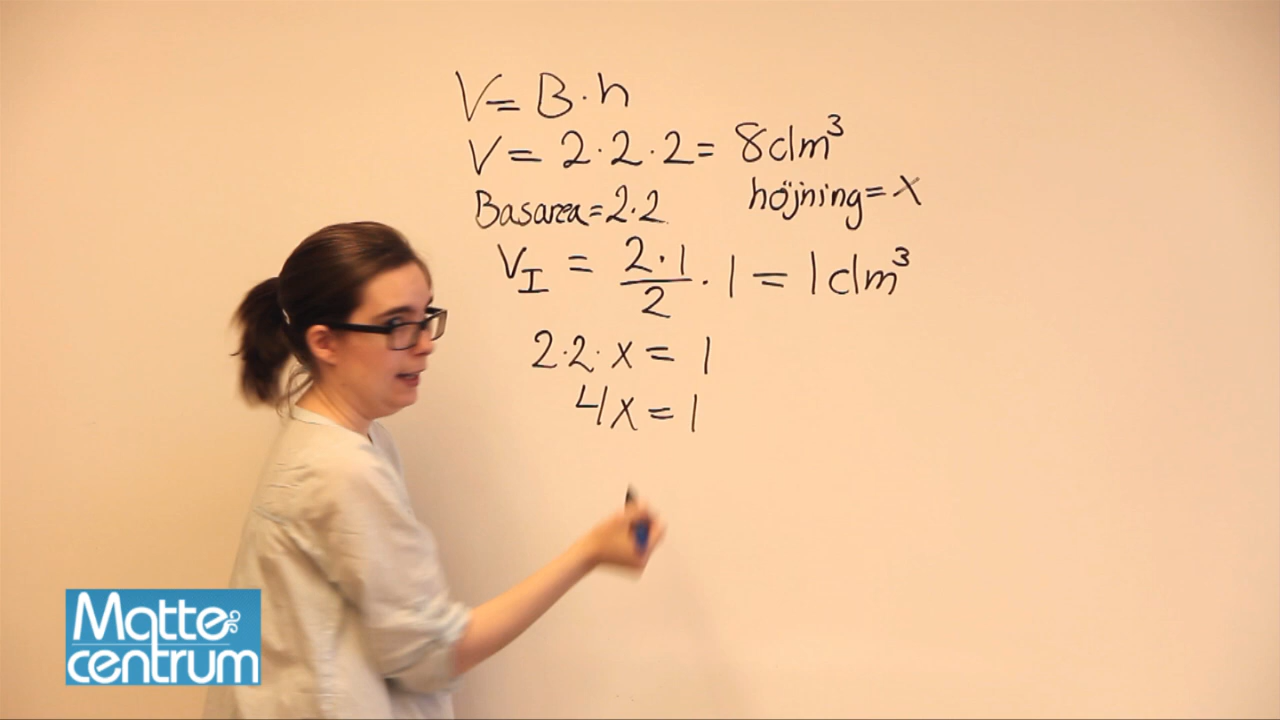 V = B·h
V = 2·2·2 = 8 dm³
Basarea = 2·2 höjning = x
V_I = (2·1)/2 · 1 = 1 dm³
2·2·x = 1
4x = 1
Matte
centrum